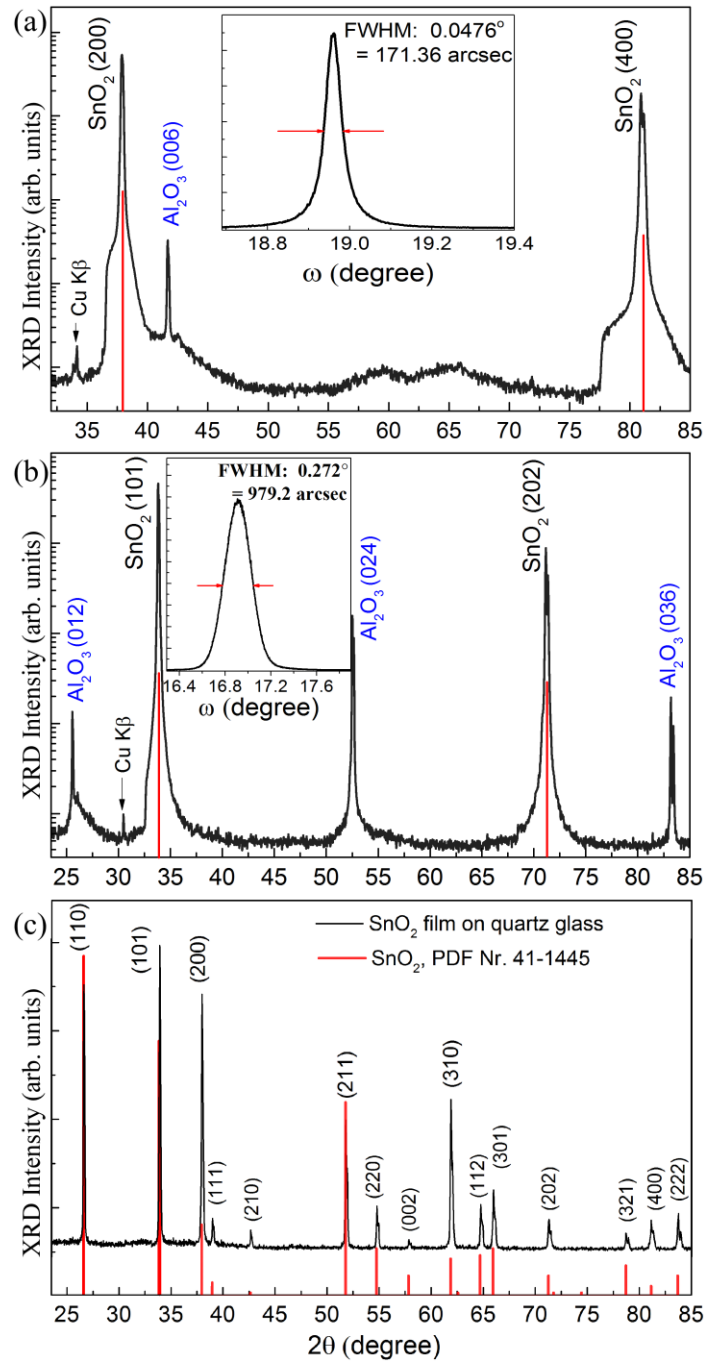 (a)
XRD Intensity (arb. units)
SnO₂ (200)
Al₂O₃ (006)
Cu Kβ
SnO₂ (400)
FWHM: 0.0476°
= 171.36 arcsec
18.8 19.0 19.2 19.4
ω (degree)
35 40 45 50 55 60 65 70 75 80 85
(b)
XRD Intensity (arb. units)
Al₂O₃ (012)
Cu Kβ
SnO₂ (101)
FWHM: 0.272°
= 979.2 arcsec
16.4 16.8 17.2 17.6
ω (degree)
Al₂O₃ (024)
SnO₂ (202)
Al₂O₃ (036)
25 30 35 40 45 50 55 60 65 70 75 80 85
(c)
XRD Intensity (arb. units)
SnO₂ film on quartz glass
SnO₂, PDF Nr. 41-1445
(110)
(101)
(200)
(111)
(210)
(211)
(220)
(002)
(310)
(112)
(301)
(202)
(321)
(400)
(222)
25 30 35 40 45 50 55 60 65 70 75 80 85
2θ (degree)